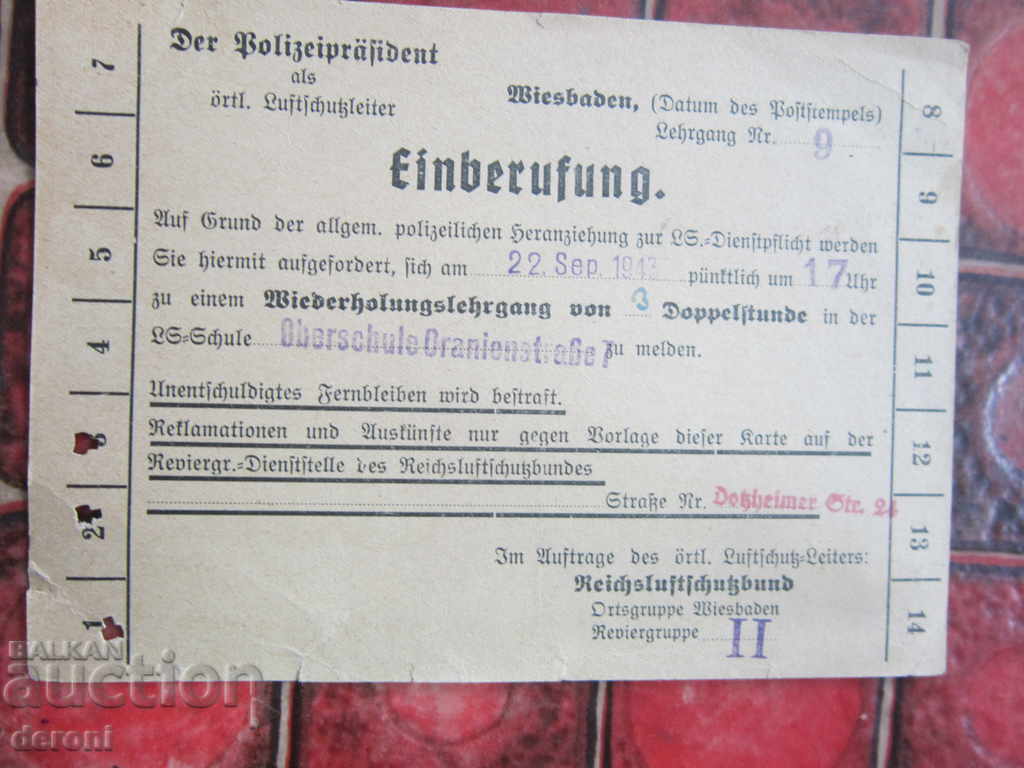 Der Polizeipräsident
als
örtl. Luftschutzleiter
Wiesbaden, (Datum des Poststempels)
Lehrgang Nr. 9
Einberufung.
Auf Grund der allgem. polizeilichen Heranziehung zur LS.=Dienstpflicht werden
Sie hiermit aufgefordert, sich am 22. Sep. 1943 pünktlich um 17 Uhr
zu einem Wiederholungslehrgang von 3 Doppelstunde in der
LS=Schule Oberschule Oranienstraße 7 zu melden.
Unentschuldigtes Fernbleiben wird bestraft.
Reklamationen und Auskünfte nur gegen Vorlage dieser Karte auf der
Reviergr.=Dienststelle des Reichsluftschutzbundes
Straße Nr. Dotzheimer Str. 24
Im Auftrage des örtl. Luftschutz=Leiters:
Reichsluftschutzbund
Ortsgruppe Wiesbaden
Reviergruppe II
7
6
5
4
3
2
1
8
9
10
11
12
13
14
BALKAN
auction
deroni